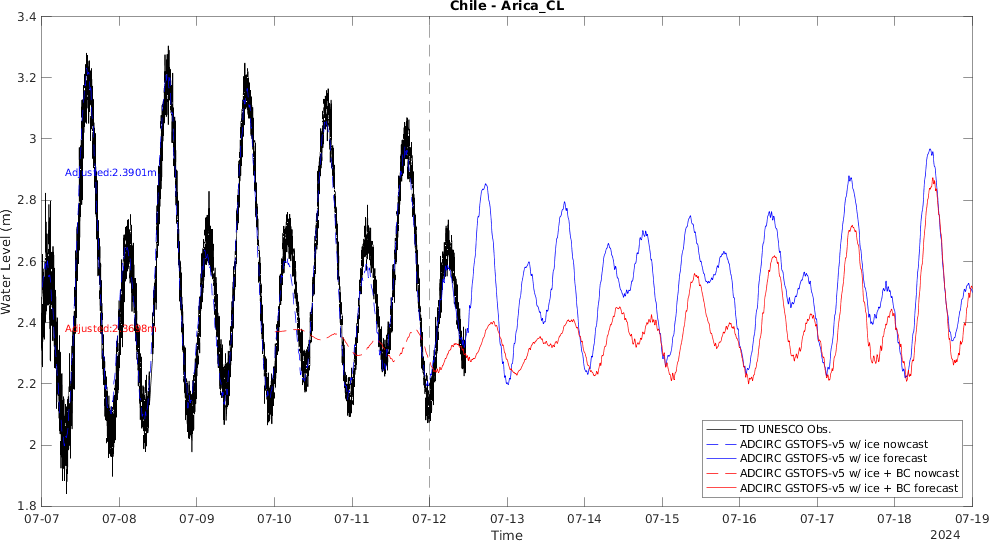 Chile - Arica_CL
Water Level (m)
3.4
3.2
3
2.8
2.6
2.4
2.2
2
1.8
Adjusted:2.3901m
Adjusted:2.3698m
TD UNESCO Obs.
ADCIRC GSTOFS-v5 w/ ice nowcast
ADCIRC GSTOFS-v5 w/ ice forecast
ADCIRC GSTOFS-v5 w/ ice + BC nowcast
ADCIRC GSTOFS-v5 w/ ice + BC forecast
07-07 07-08 07-09 07-10 07-11 07-12 07-13 07-14 07-15 07-16 07-17 07-18 07-19
Time
2024